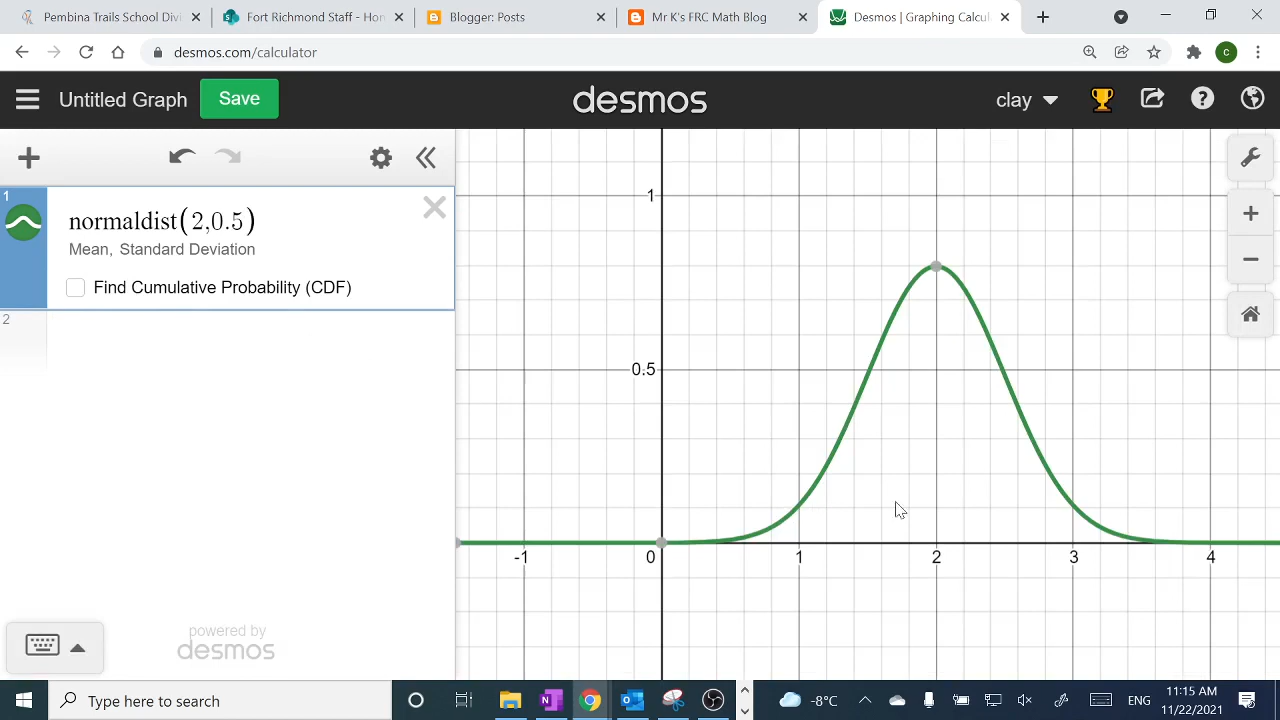 Pembina Trails School Divi
Fort Richmond Staff - Hon
Blogger: Posts
Mr K's FRC Math Blog
Desmos | Graphing Calcul
desmos.com/calculator
C
Untitled Graph
Save
desmos
clay
1
normaldist(2,0.5)
Mean, Standard Deviation
Find Cumulative Probability (CDF)
2
1
0.5
-1
0
1
2
3
4
powered by
desmos
Type here to search
-8°C
ENG
11:15 AM
11/22/2021